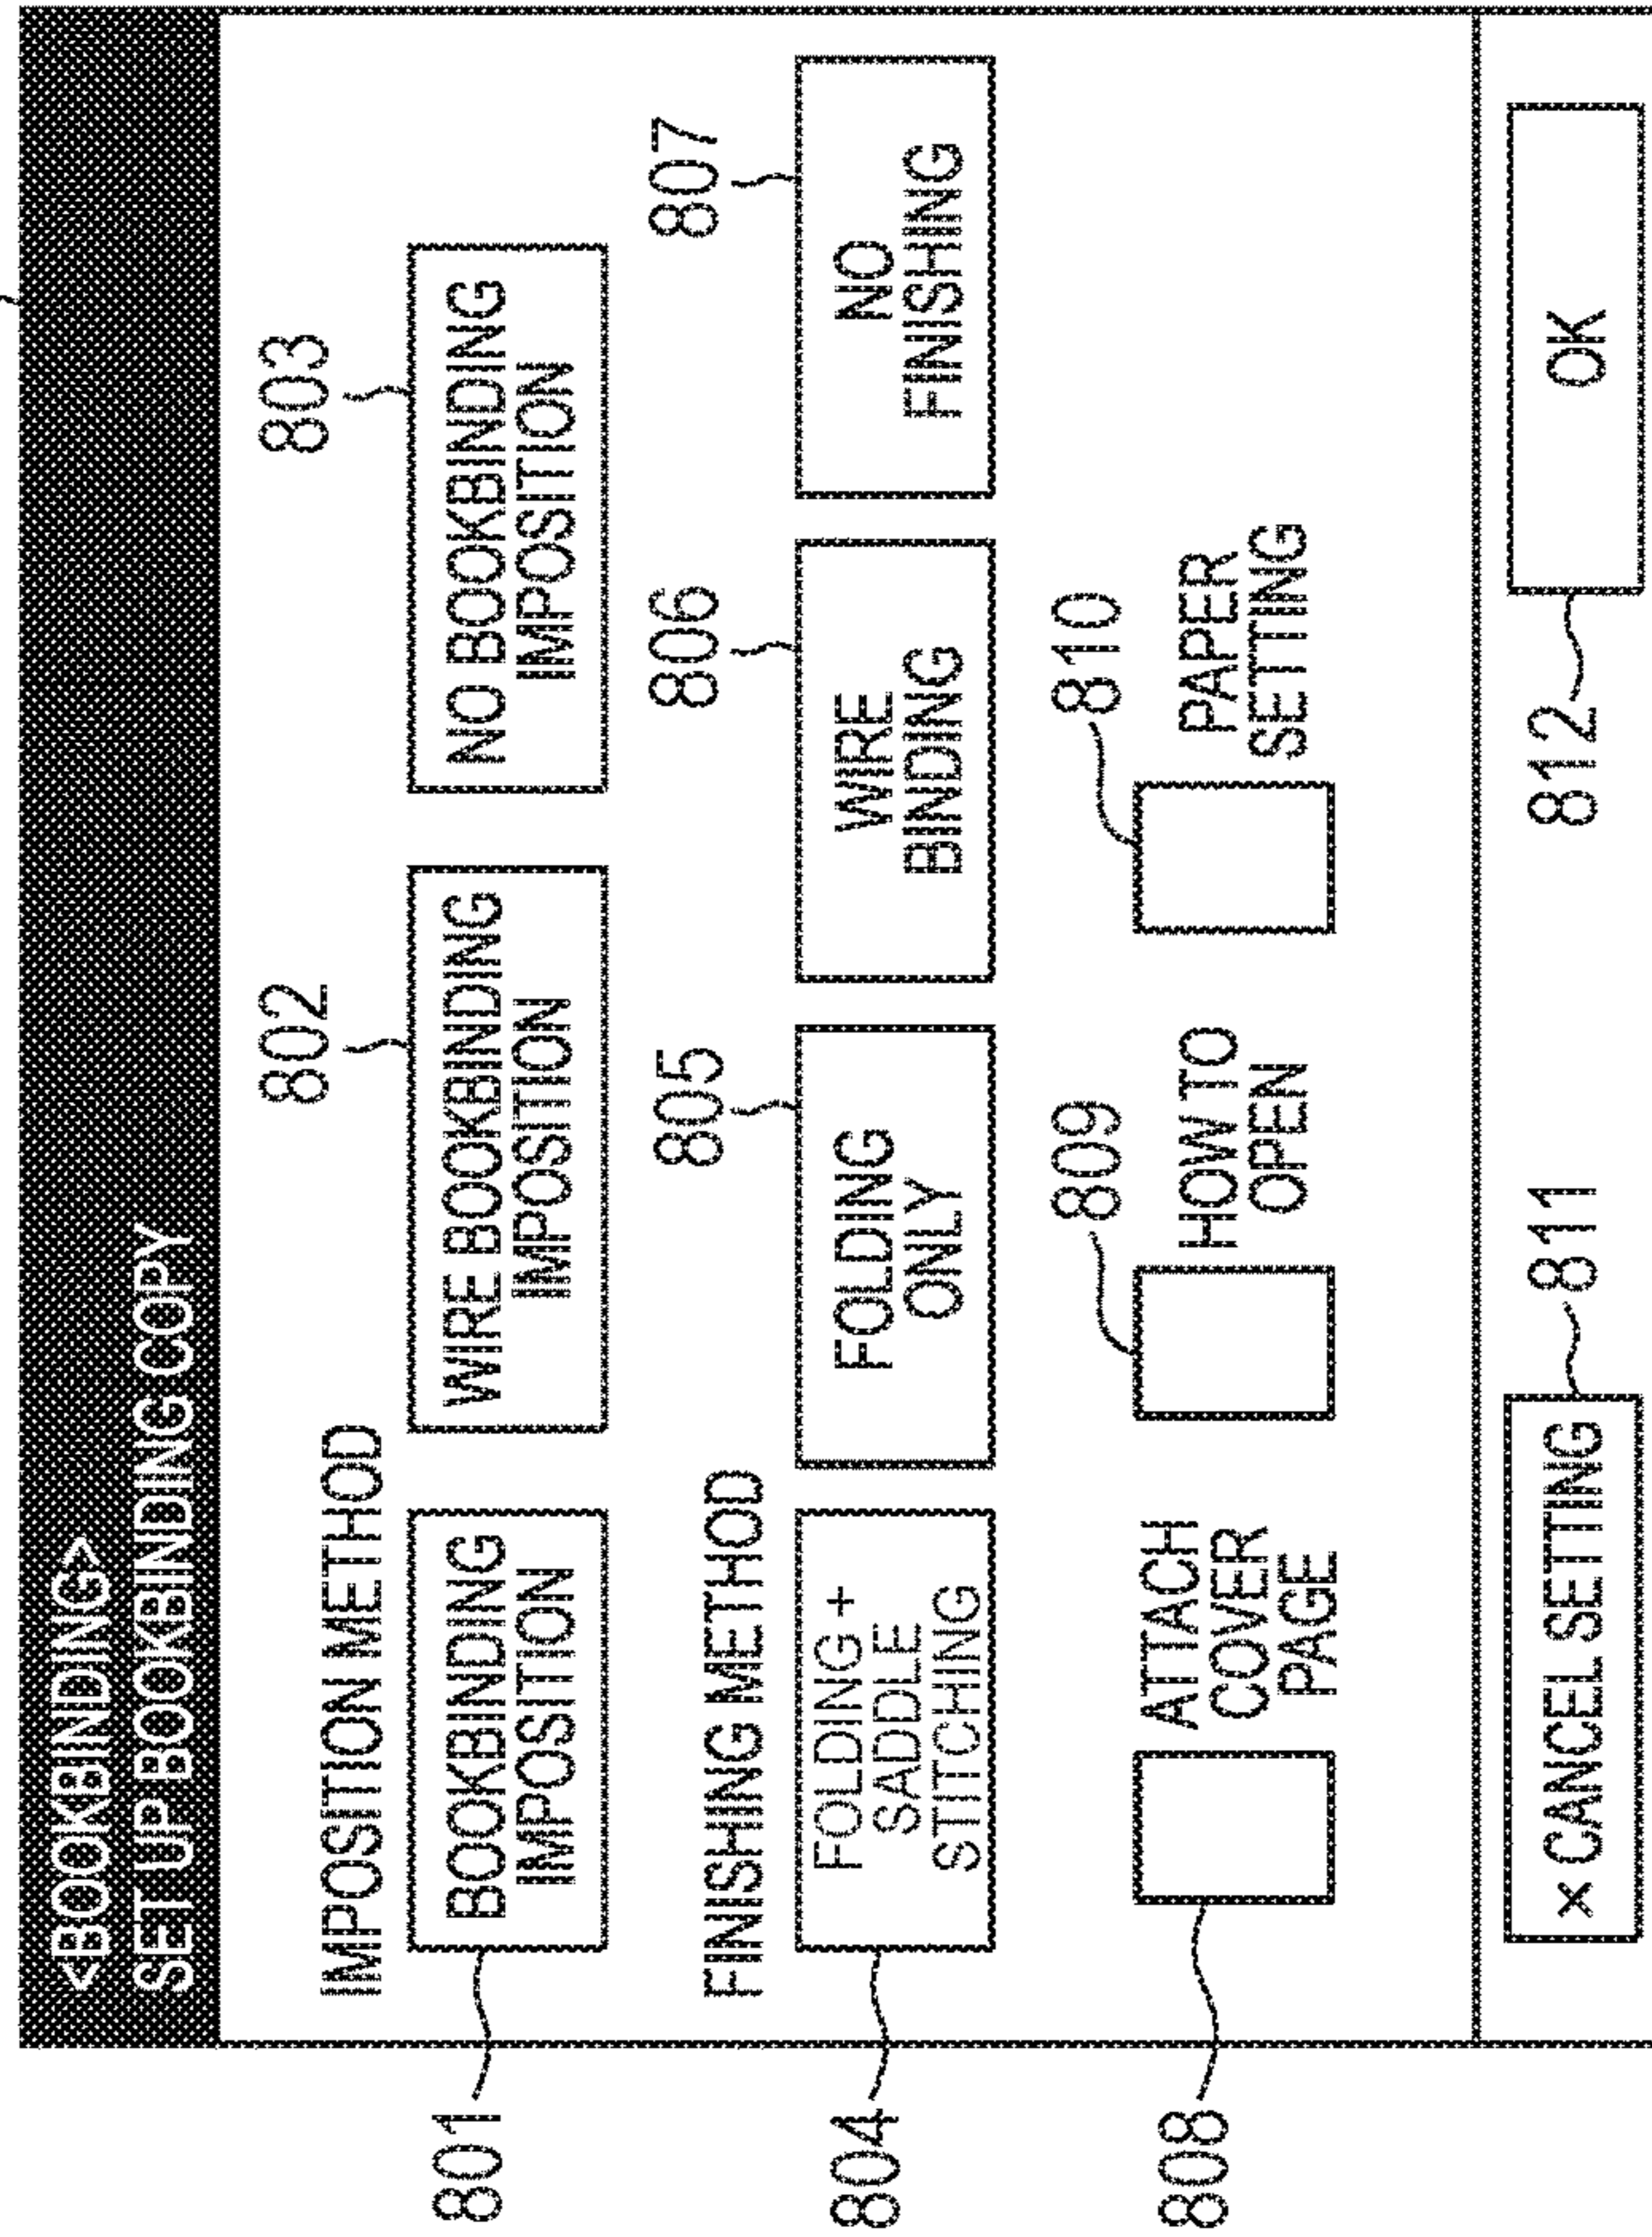 <BOOKBINDING>
SET UP BOOKBINDING COPY
IMPOSITION METHOD
802
803
801
BOOKBINDING
IMPOSITION
WIRE BOOKBINDING
IMPOSITION
NO BOOKBINDING
IMPOSITION
FINISHING METHOD
805
806
807
804
FOLDING +
SADDLE
STITCHING
FOLDING
ONLY
WIRE
BINDING
NO
FINISHING
809
810
808
ATTACH
COVER
PAGE
HOW TO
OPEN
PAPER
SETTING
× CANCEL SETTING
811
812
OK